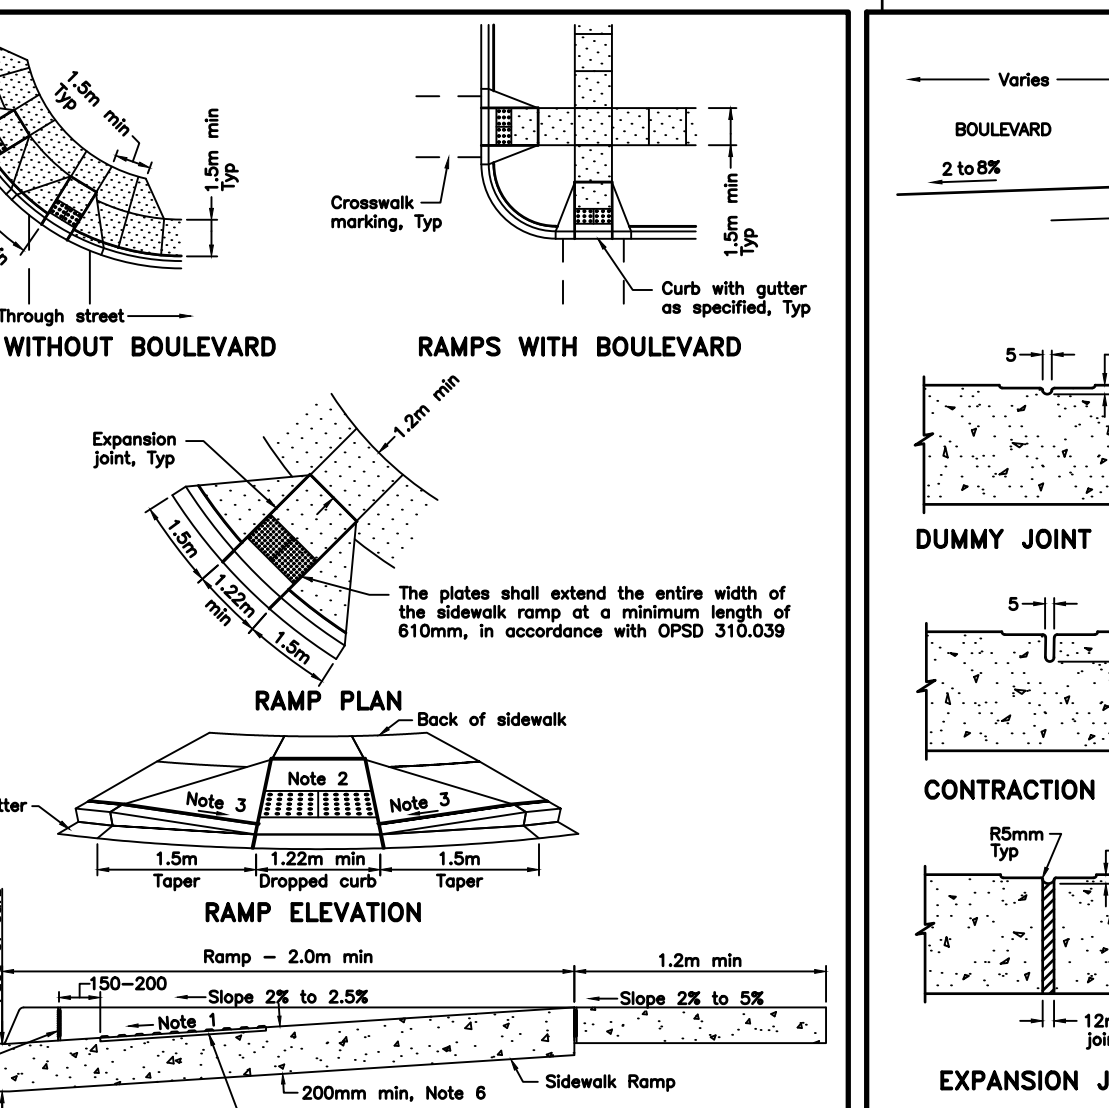 1.5m min
Typ
1.5m min
Typ
Through street
WITHOUT BOULEVARD
Crosswalk
marking, Typ
1.5m min
Typ
Curb with gutter
as specified, Typ
RAMPS WITH BOULEVARD
Expansion
joint, Typ
1.2m min
1.5m
1.22m
min
1.5m
The plates shall extend the entire width of
the sidewalk ramp at a minimum length of
610mm, in accordance with OPSD 310.039
RAMP PLAN
Back of sidewalk
Note 2
Note 3
Note 3
tter
1.5m
Taper
1.22m min
Dropped curb
1.5m
Taper
RAMP ELEVATION
Ramp – 2.0m min
1.2m min
150–200
Slope 2% to 2.5%
Slope 2% to 5%
Note 1
Sidewalk Ramp
200mm min, Note 6
Varies
BOULEVARD
2 to 8%
5
DUMMY JOINT
5
CONTRACTION
R5mm
Typ
12m
join
EXPANSION J